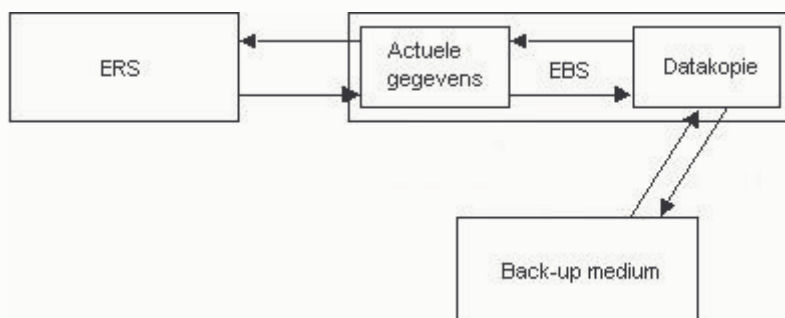 ERS
Actuele
gegevens
EBS
Datakopie
Back-up medium